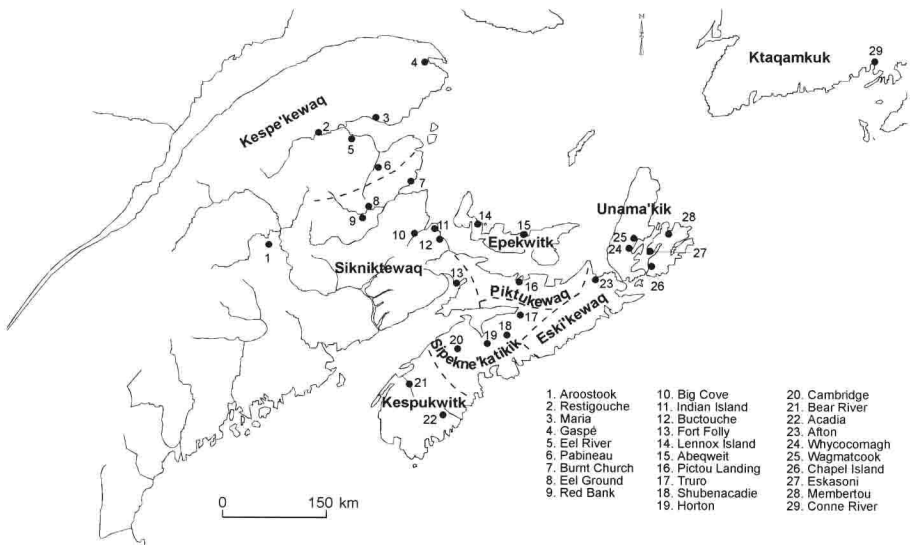 N
29
Ktaqamkuk
4
Kespe'kewaq
3
2
5
6
7
8
9
Unama'kik
28
14
15
11
10
12
Epekwitk
25
24
27
1
Sikniktewaq
26
13
16
23
Piktukewaq
17
Eski'kewaq
18
19
20
Sipekne'katikik
21
Kespukwitk
22
0 150 km
1. Aroostook
2. Restigouche
3. Maria
4. Gaspé
5. Eel River
6. Pabineau
7. Burnt Church
8. Eel Ground
9. Red Bank
10. Big Cove
11. Indian Island
12. Buctouche
13. Fort Folly
14. Lennox Island
15. Abeqweit
16. Pictou Landing
17. Truro
18. Shubenacadie
19. Horton
20. Cambridge
21. Bear River
22. Acadia
23. Afton
24. Whycocomagh
25. Wagmatcook
26. Chapel Island
27. Eskasoni
28. Membertou
29. Conne River